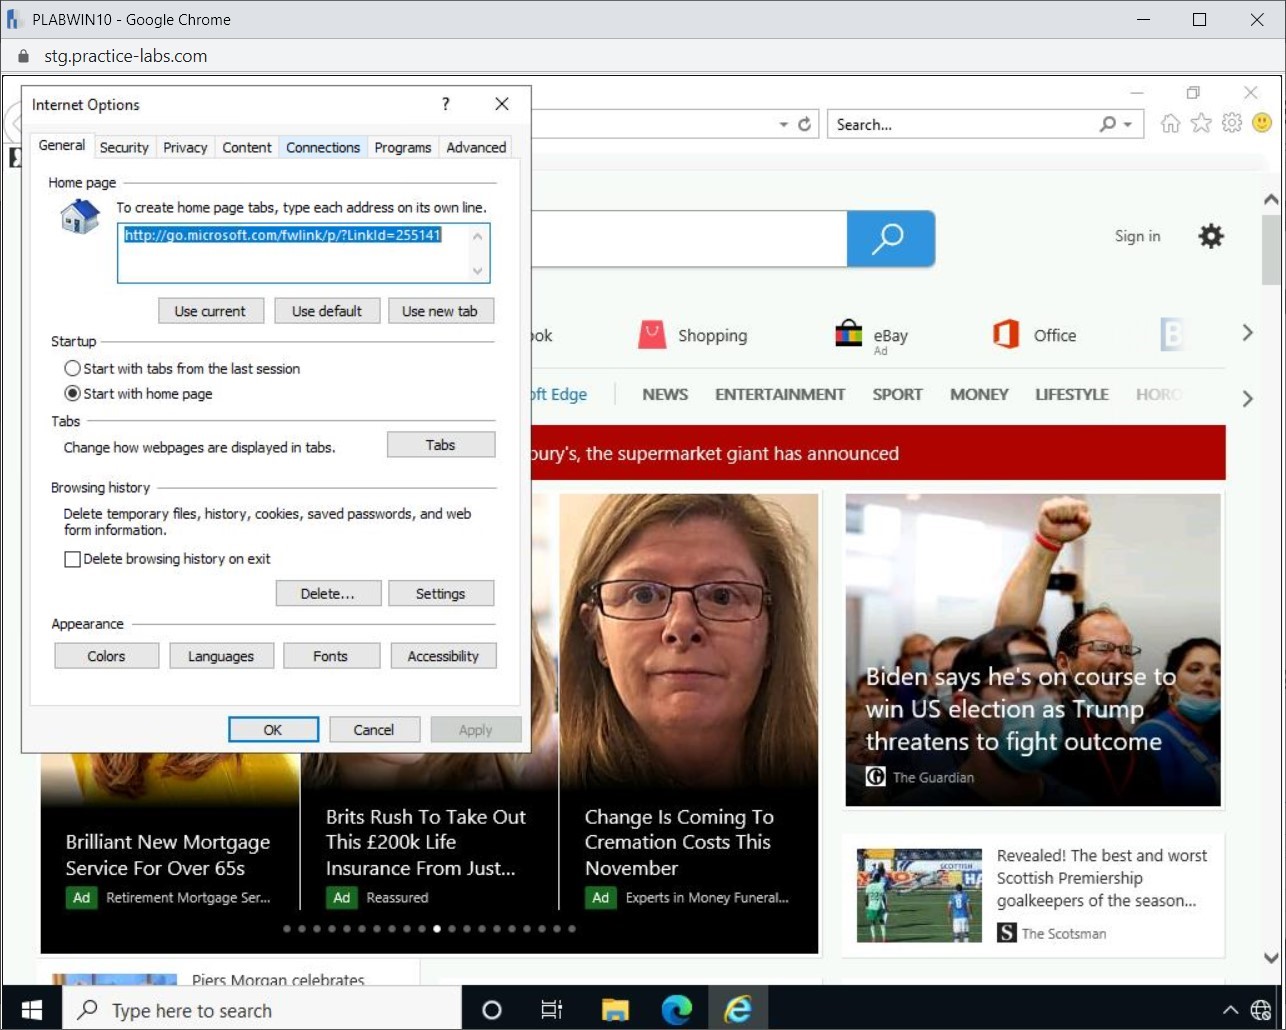 PLABWIN10 - Google Chrome
stg.practice-labs.com
Internet Options
?
General Security Privacy Content Connections Programs Advanced
Home page
To create home page tabs, type each address on its own line.
http://go.microsoft.com/fwlink/p/?LinkId=255141
Use current Use default Use new tab
Startup
Start with tabs from the last session
Start with home page
Tabs
Change how webpages are displayed in tabs.
Tabs
Browsing history
Delete temporary files, history, cookies, saved passwords, and web
form information.
Delete browsing history on exit
Delete... Settings
Appearance
Colors Languages Fonts Accessibility
OK Cancel Apply
Search...
Sign in
ook Shopping eBay Office
Ad
oft Edge NEWS ENTERTAINMENT SPORT MONEY LIFESTYLE HORO
bury's, the supermarket giant has announced
Brilliant New Mortgage
Service For Over 65s
Ad Retirement Mortgage Ser...
Brits Rush To Take Out
This £200k Life
Insurance From Just...
Ad Reassured
Change Is Coming To
Cremation Costs This
November
Ad Experts in Money Funeral...
Biden says he's on course to
win US election as Trump
threatens to fight outcome
The Guardian
Revealed! The best and worst
Scottish Premiership
goalkeepers of the season...
The Scotsman
Piers Morgan celebrates
Type here to search